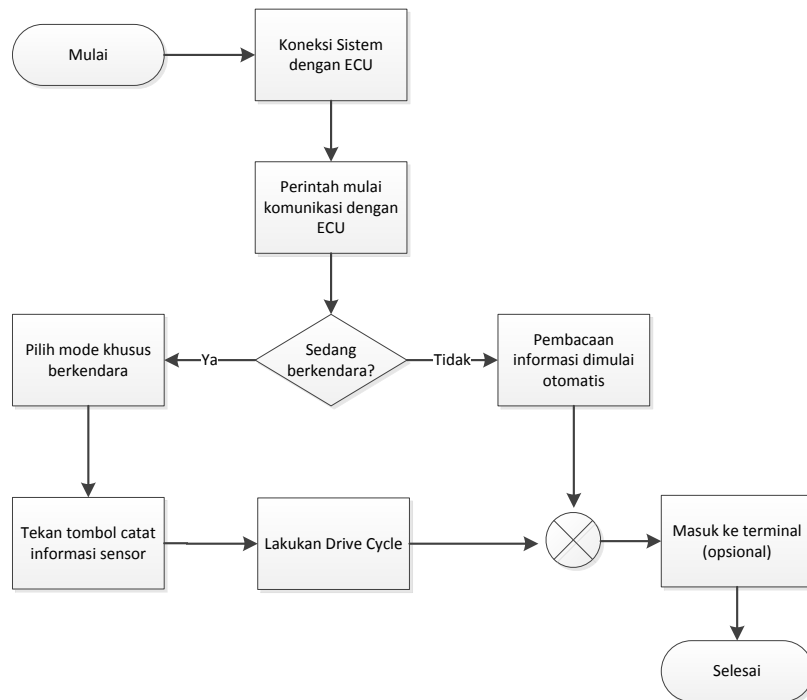 Mulai
Koneksi Sistem
dengan ECU
Perintah mulai
komunikasi dengan
ECU
Sedang
berkendara?
Ya
Tidak
Pilih mode khusus
berkendara
Pembacaan
informasi dimulai
otomatis
Tekan tombol catat
informasi sensor
Lakukan Drive Cycle
Masuk ke terminal
(opsional)
Selesai